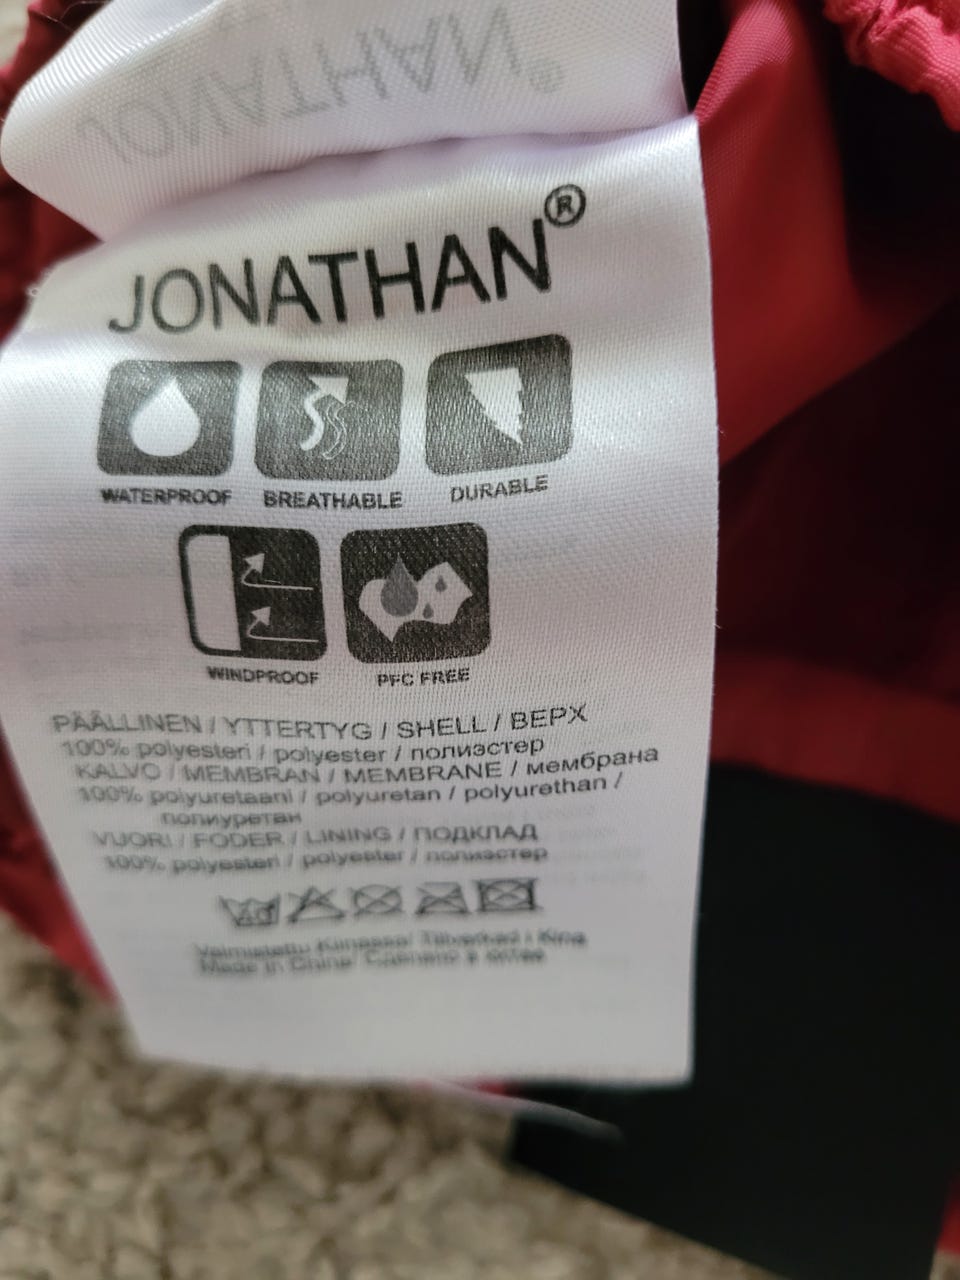 JONATHAN®
JONATHAN®
WATERPROOF BREATHABLE DURABLE
WINDPROOF PFC FREE
PÄÄLLINEN / YTTERTYG / SHELL / ВЕРХ
100% polyesteri / polyester / полиэстер
KALVO / MEMBRAN / MEMBRANE / мембрана
100% polyuretaani / polyuretan / polyurethan /
полиуретан
VUORI / FODER / LINING / ПОДКЛАД
100% polyesteri / polyester / полиэстер
40
Valmistettu Kiinassa/ Tillverkad i Kina
Made in China/ Сделано в китае